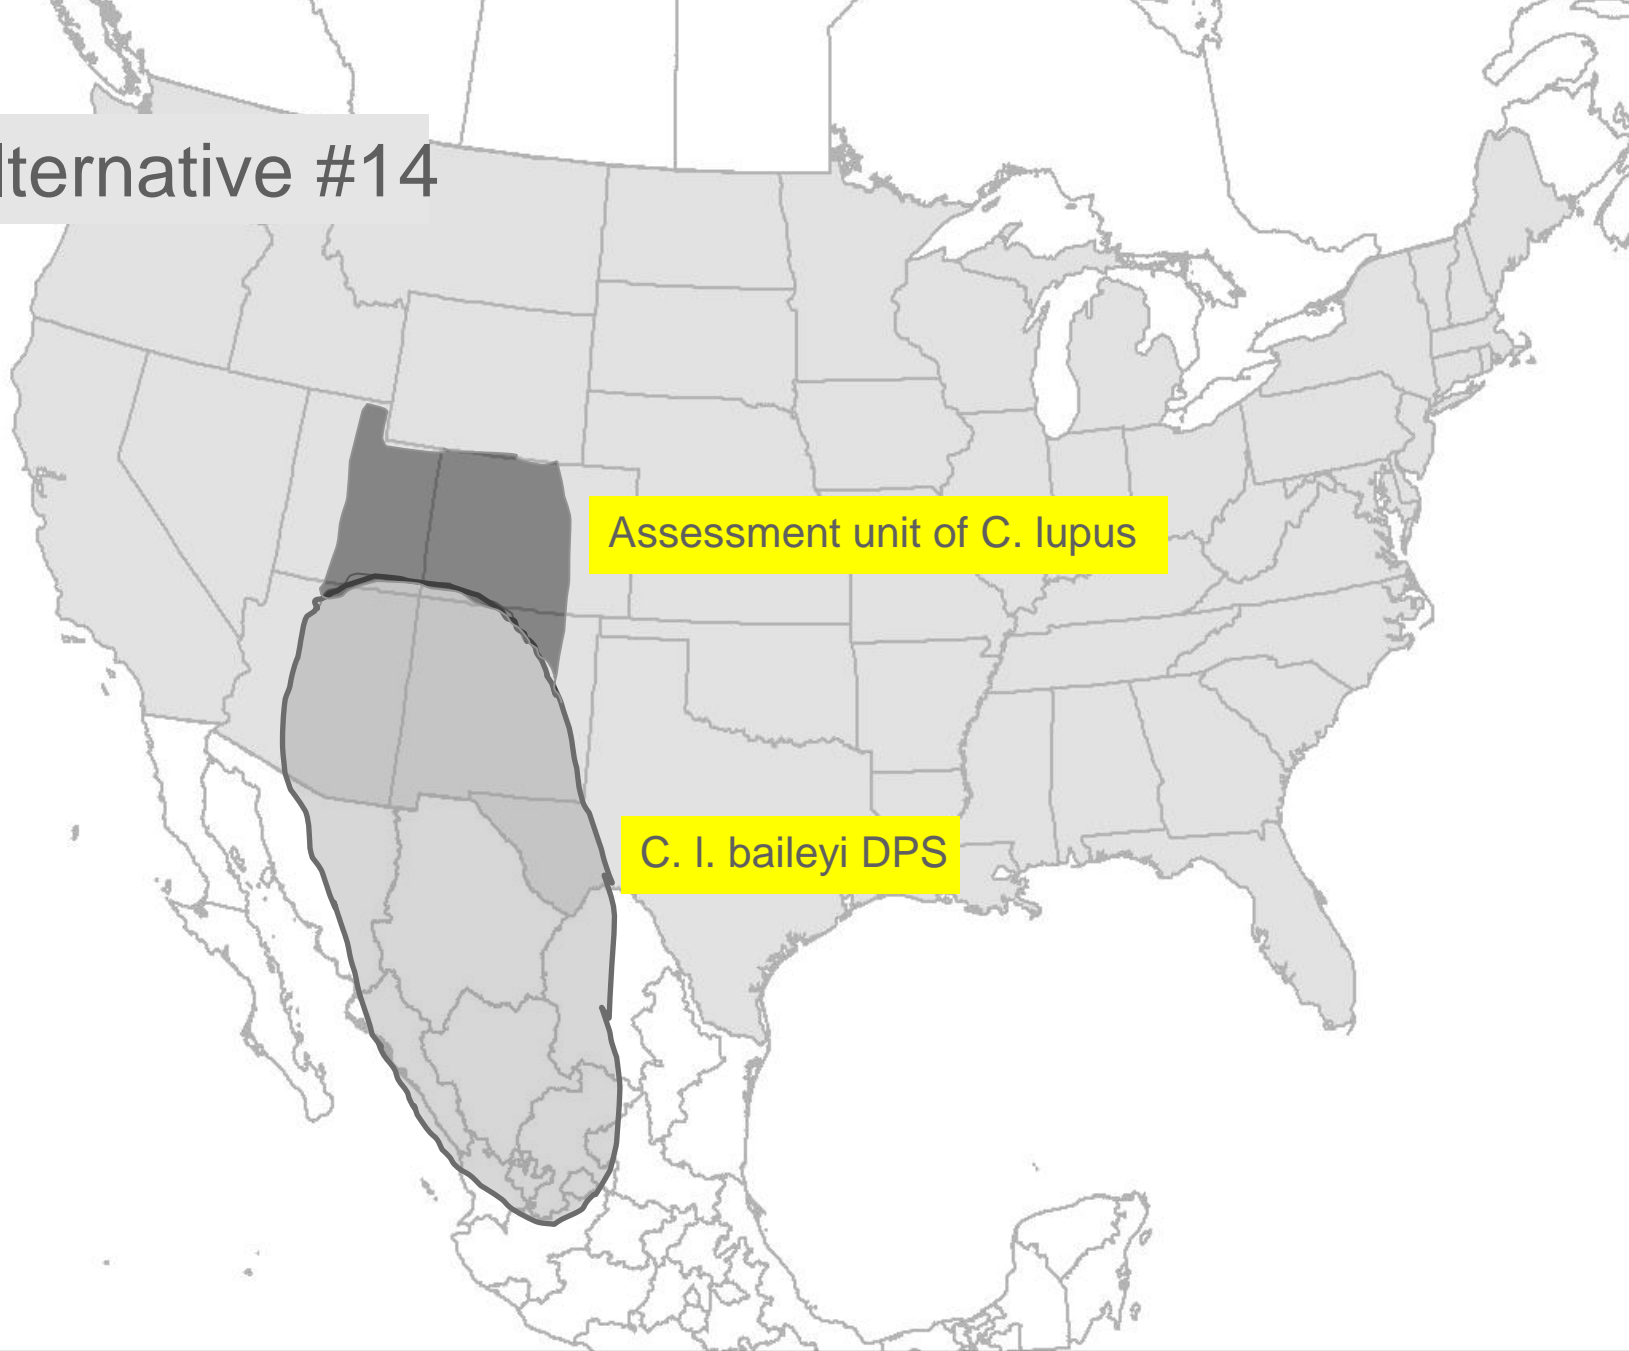 lternative #14
Assessment unit of C. lupus
C. l. baileyi DPS